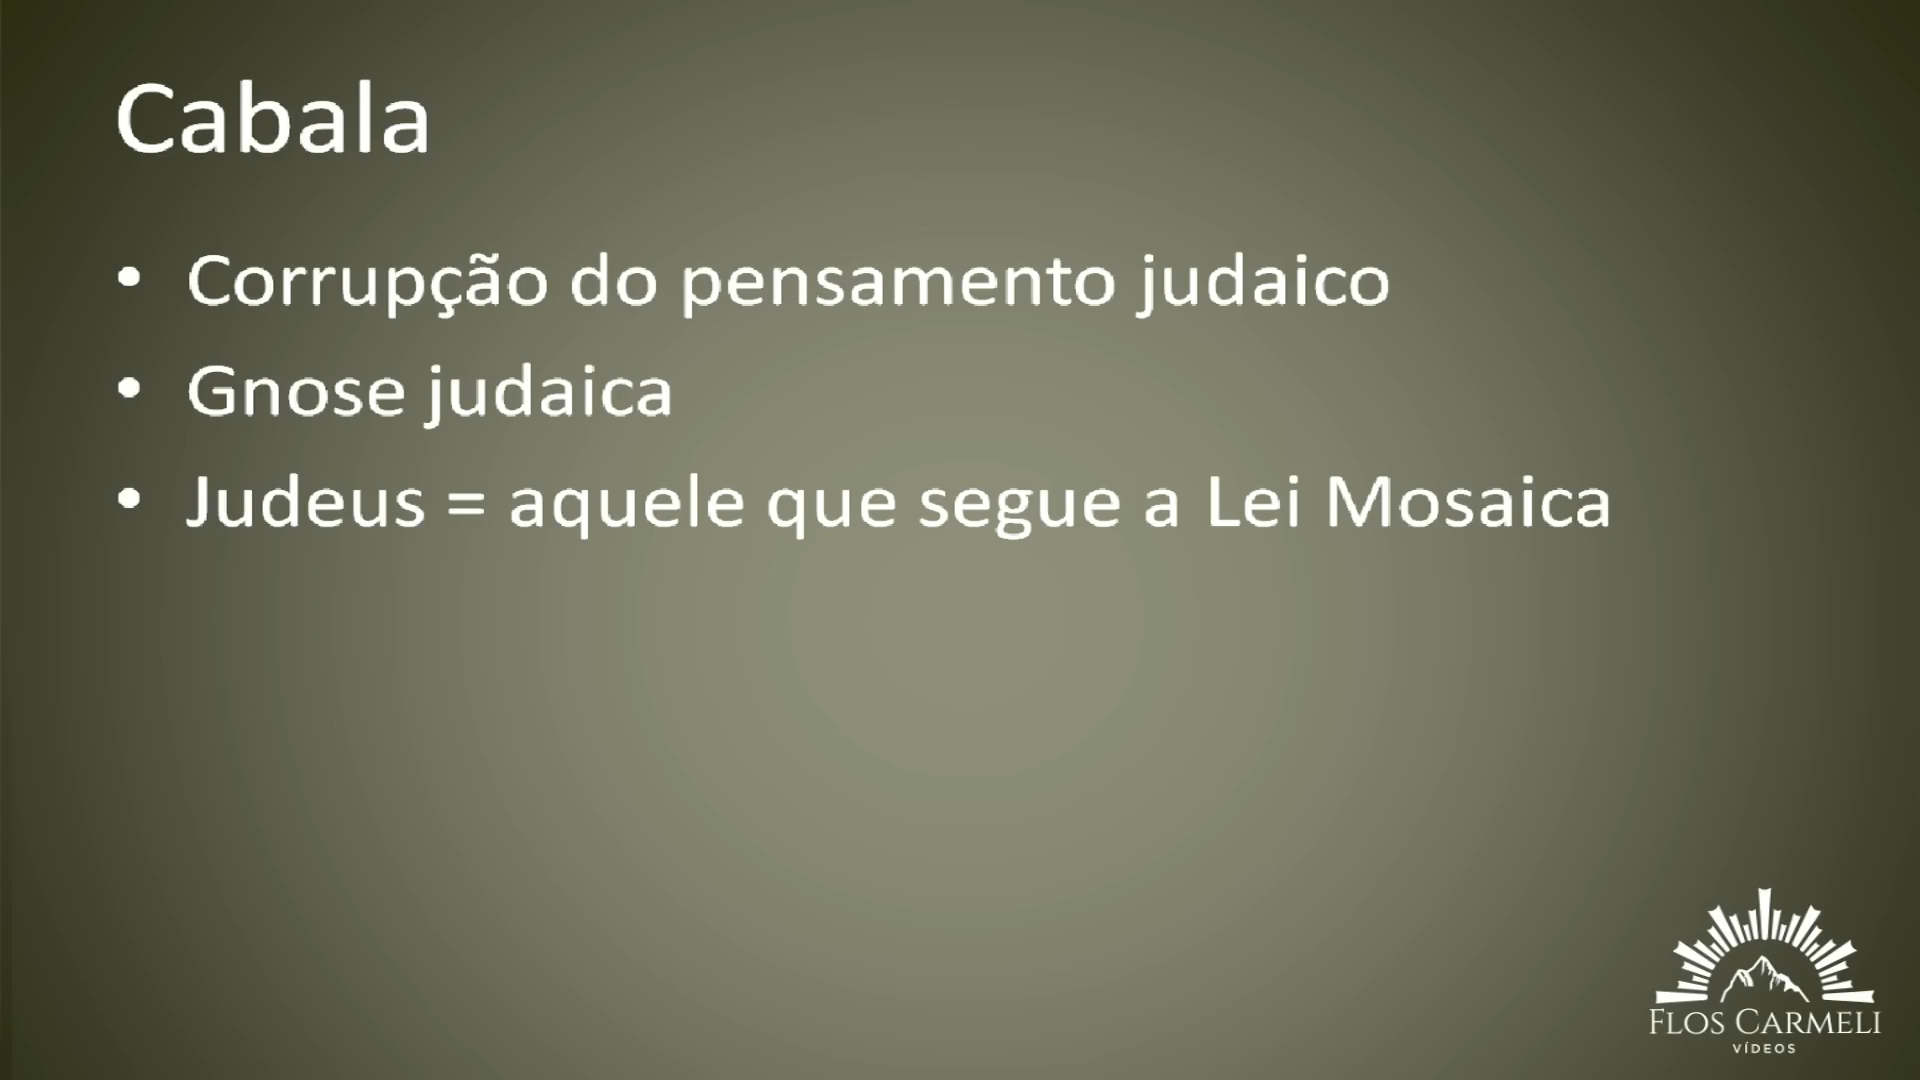 Cabala
• Corrupção do pensamento judaico
• Gnose judaica
• Judeus = aquele que segue a Lei Mosaica
FLOS CARMELI
VÍDEOS